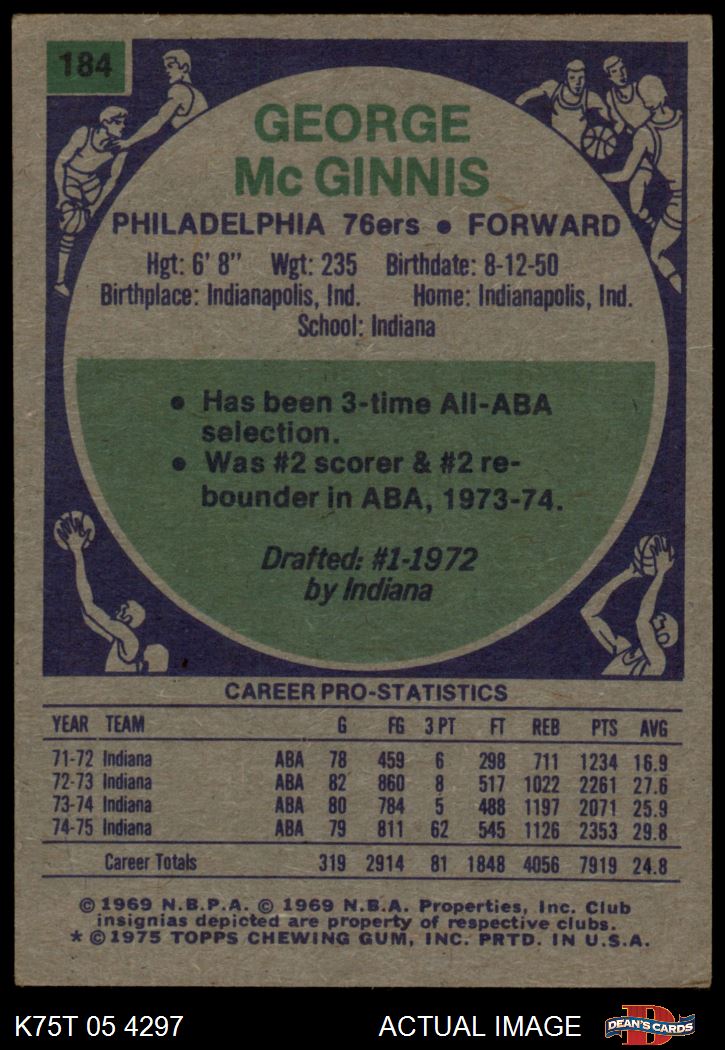 184
GEORGE
Mc GINNIS
PHILADELPHIA 76ers • FORWARD
Hgt: 6' 8" Wgt: 235 Birthdate: 8-12-50
Birthplace: Indianapolis, Ind. Home: Indianapolis, Ind.
School: Indiana
• Has been 3-time All-ABA
selection.
• Was #2 scorer & #2 re-
bounder in ABA, 1973-74.
Drafted: #1-1972
by Indiana
CAREER PRO-STATISTICS
YEAR TEAM G FG 3 PT FT REB PTS AVG
71-72 Indiana ABA 78 459 6 298 711 1234 16.9
72-73 Indiana ABA 82 860 8 517 1022 2261 27.6
73-74 Indiana ABA 80 784 5 488 1197 2071 25.9
74-75 Indiana ABA 79 811 62 545 1126 2353 29.8
Career Totals 319 2914 81 1848 4056 7919 24.8
© 1969 N.B.P.A. © 1969 N.B.A. Properties, Inc. Club
insignias depicted are property of respective clubs.
* © 1975 TOPPS CHEWING GUM, INC. PRTD. IN U.S.A.
K75T 05 4297 ACTUAL IMAGE
D
DEAN'S CARDS